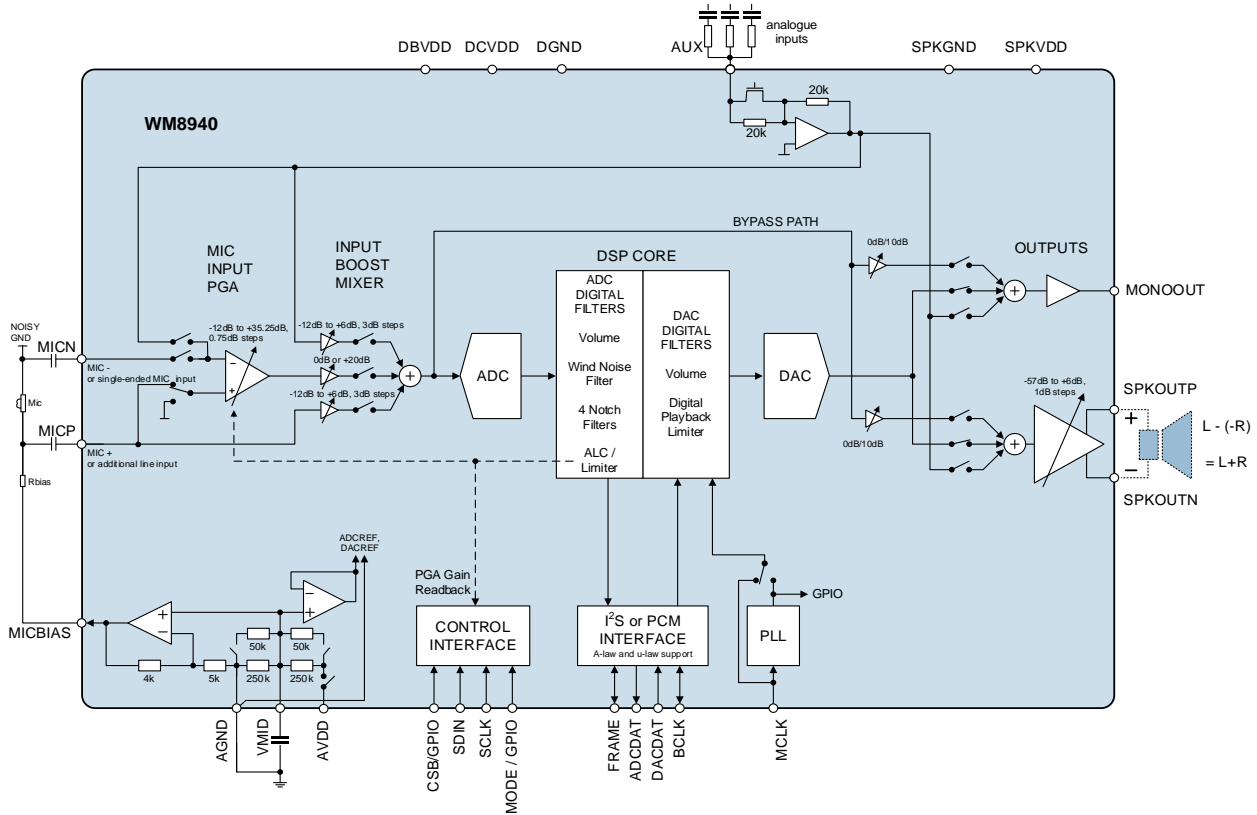 analogue
inputs
DBVDD
DCVDD
DGND
AUX
SPKGND
SPKVDD
WM8940
20k
20k
BYPASS PATH
MIC
INPUT
PGA
INPUT
BOOST
MIXER
DSP CORE
0dB/10dB
OUTPUTS
MONOOUT
NOISY
GND
MICN
MIC -
or single-ended MIC input
-12dB to +35.25dB,
0.75dB steps
-
+
-12dB to +6dB, 3dB steps
0dB or +20dB
-12dB to +6dB, 3dB steps
+
ADC
ADC
DIGITAL
FILTERS
Volume
Wind Noise
Filter
4 Notch
Filters
ALC /
Limiter
DAC
DIGITAL
FILTERS
Volume
Digital
Playback
Limiter
DAC
+
-57dB to +6dB,
1dB steps
0dB/10dB
+
SPKOUTP
+
−
L - (-R)
= L+R
SPKOUTN
Mic
MICP
MIC +
or additional line input
Rbias
MICBIAS
ADCREF,
DACREF
-
+
+
-
50k
50k
4k
5k
250k
250k
AGND
VMID
AVDD
PGA Gain
Readback
CONTROL
INTERFACE
CSB/GPIO
SDIN
SCLK
MODE / GPIO
I²S or PCM
INTERFACE
A-law and u-law support
FRAME
ADCDAT
DACDAT
BCLK
GPIO
PLL
MCLK